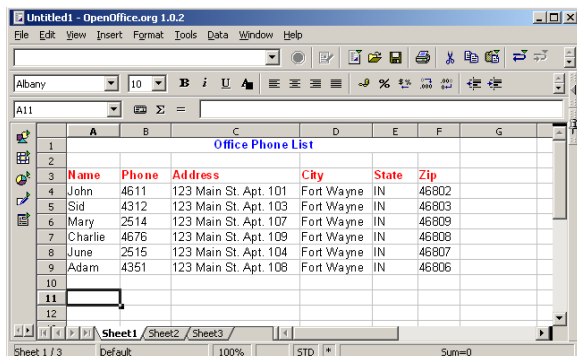 Untitled1 - OpenOffice.org 1.0.2
File Edit View Insert Format Tools Data Window Help
Albany 10 B i U A
A11 Σ =
A B C D E F G
1 Office Phone List
2
3 Name Phone Address City State Zip
4 John 4611 123 Main St. Apt. 101 Fort Wayne IN 46802
5 Sid 4312 123 Main St. Apt. 103 Fort Wayne IN 46803
6 Mary 2514 123 Main St. Apt. 107 Fort Wayne IN 46809
7 Charlie 4676 123 Main St. Apt. 109 Fort Wayne IN 46808
8 June 2515 123 Main St. Apt. 104 Fort Wayne IN 46807
9 Adam 4351 123 Main St. Apt. 108 Fort Wayne IN 46806
10
11
12
Sheet1 Sheet2 Sheet3
Sheet 1 / 3 Default 100% STD * Sum=0